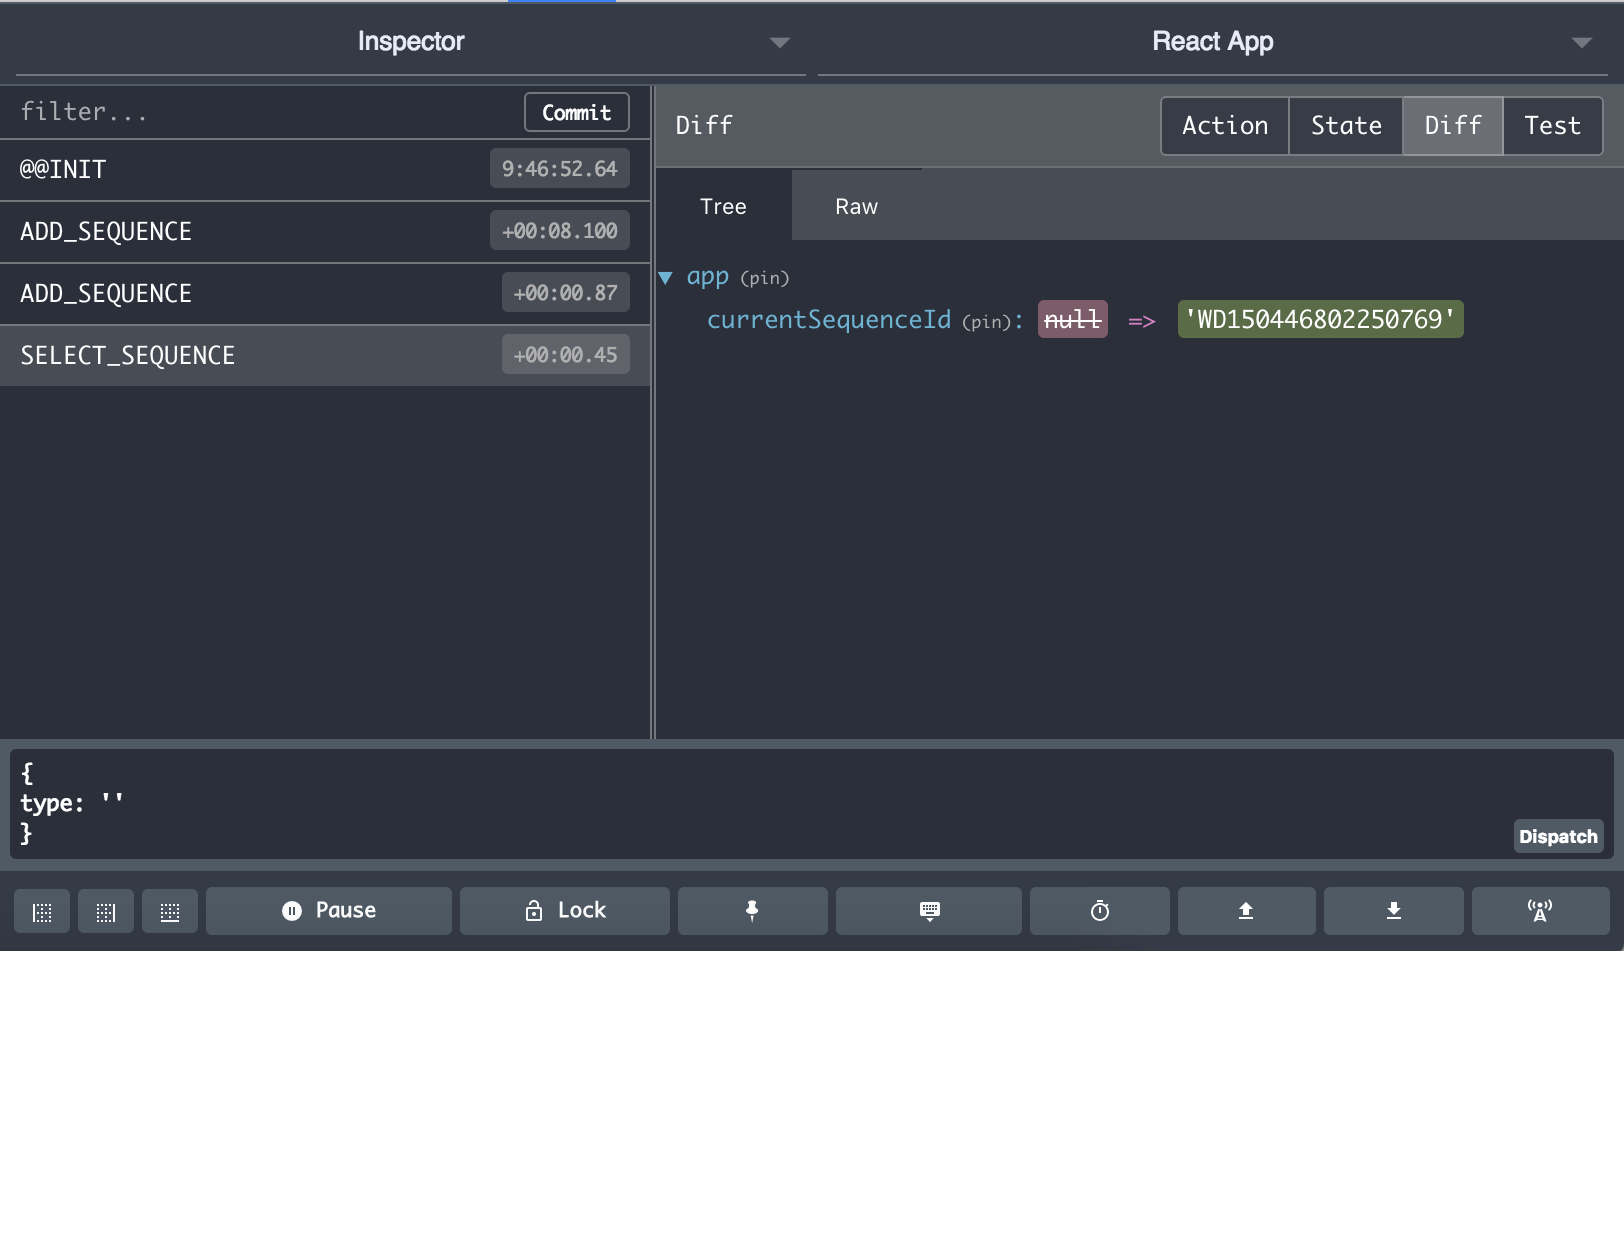 Inspector
React App
filter...
Commit
@@INIT 9:46:52.64
ADD_SEQUENCE +00:08.100
ADD_SEQUENCE +00:00.87
SELECT_SEQUENCE +00:00.45
Diff
Action State Diff Test
Tree Raw
app (pin)
currentSequenceId (pin): null => 'WD150446802250769'
{
type: ''
}
Dispatch
Pause Lock